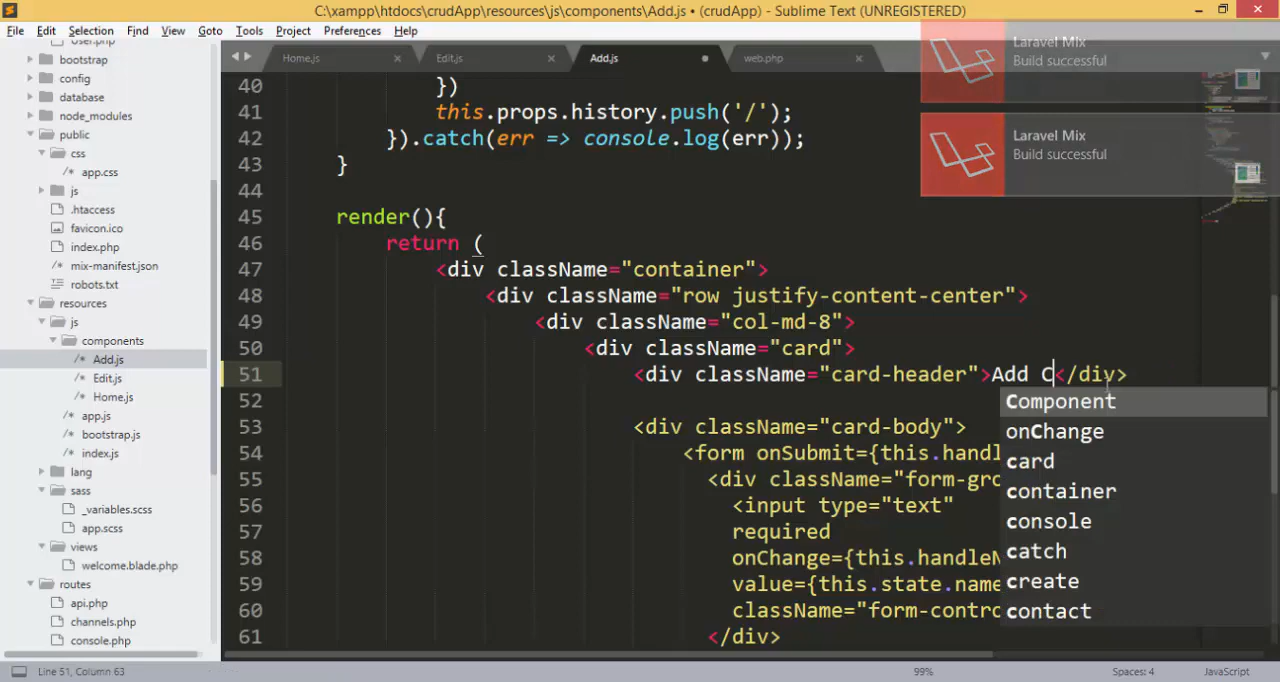 C:\xampp\htdocs\crudApp\resources\js\components\Add.js • (crudApp) - Sublime Text (UNREGISTERED)
File Edit Selection Find View Goto Tools Project Preferences Help
Home.js Edit.js Add.js web.php
Laravel Mix
Build successful
Laravel Mix
Build successful
bootstrap
config
database
node_modules
public
css
app.css
js
.htaccess
favicon.ico
index.php
mix-manifest.json
robots.txt
resources
js
components
Add.js
Edit.js
Home.js
app.js
bootstrap.js
index.js
lang
sass
_variables.scss
app.scss
views
welcome.blade.php
routes
api.php
channels.php
console.php
40 })
41 this.props.history.push('/');
42 }).catch(err => console.log(err));
43 }
44
45 render(){
46 return (
47 <div className="container">
48 <div className="row justify-content-center">
49 <div className="col-md-8">
50 <div className="card">
51 <div className="card-header">Add C</div>
52
53 <div className="card-body">
54 <form onSubmit={this.handl
55 <div className="form-gro
56 <input type="text"
57 required
58 onChange={this.handleN
59 value={this.state.name
60 className="form-contro
61 </div>
Component
onChange
card
container
console
catch
create
contact
Line 51, Column 63 99% Spaces: 4 JavaScript